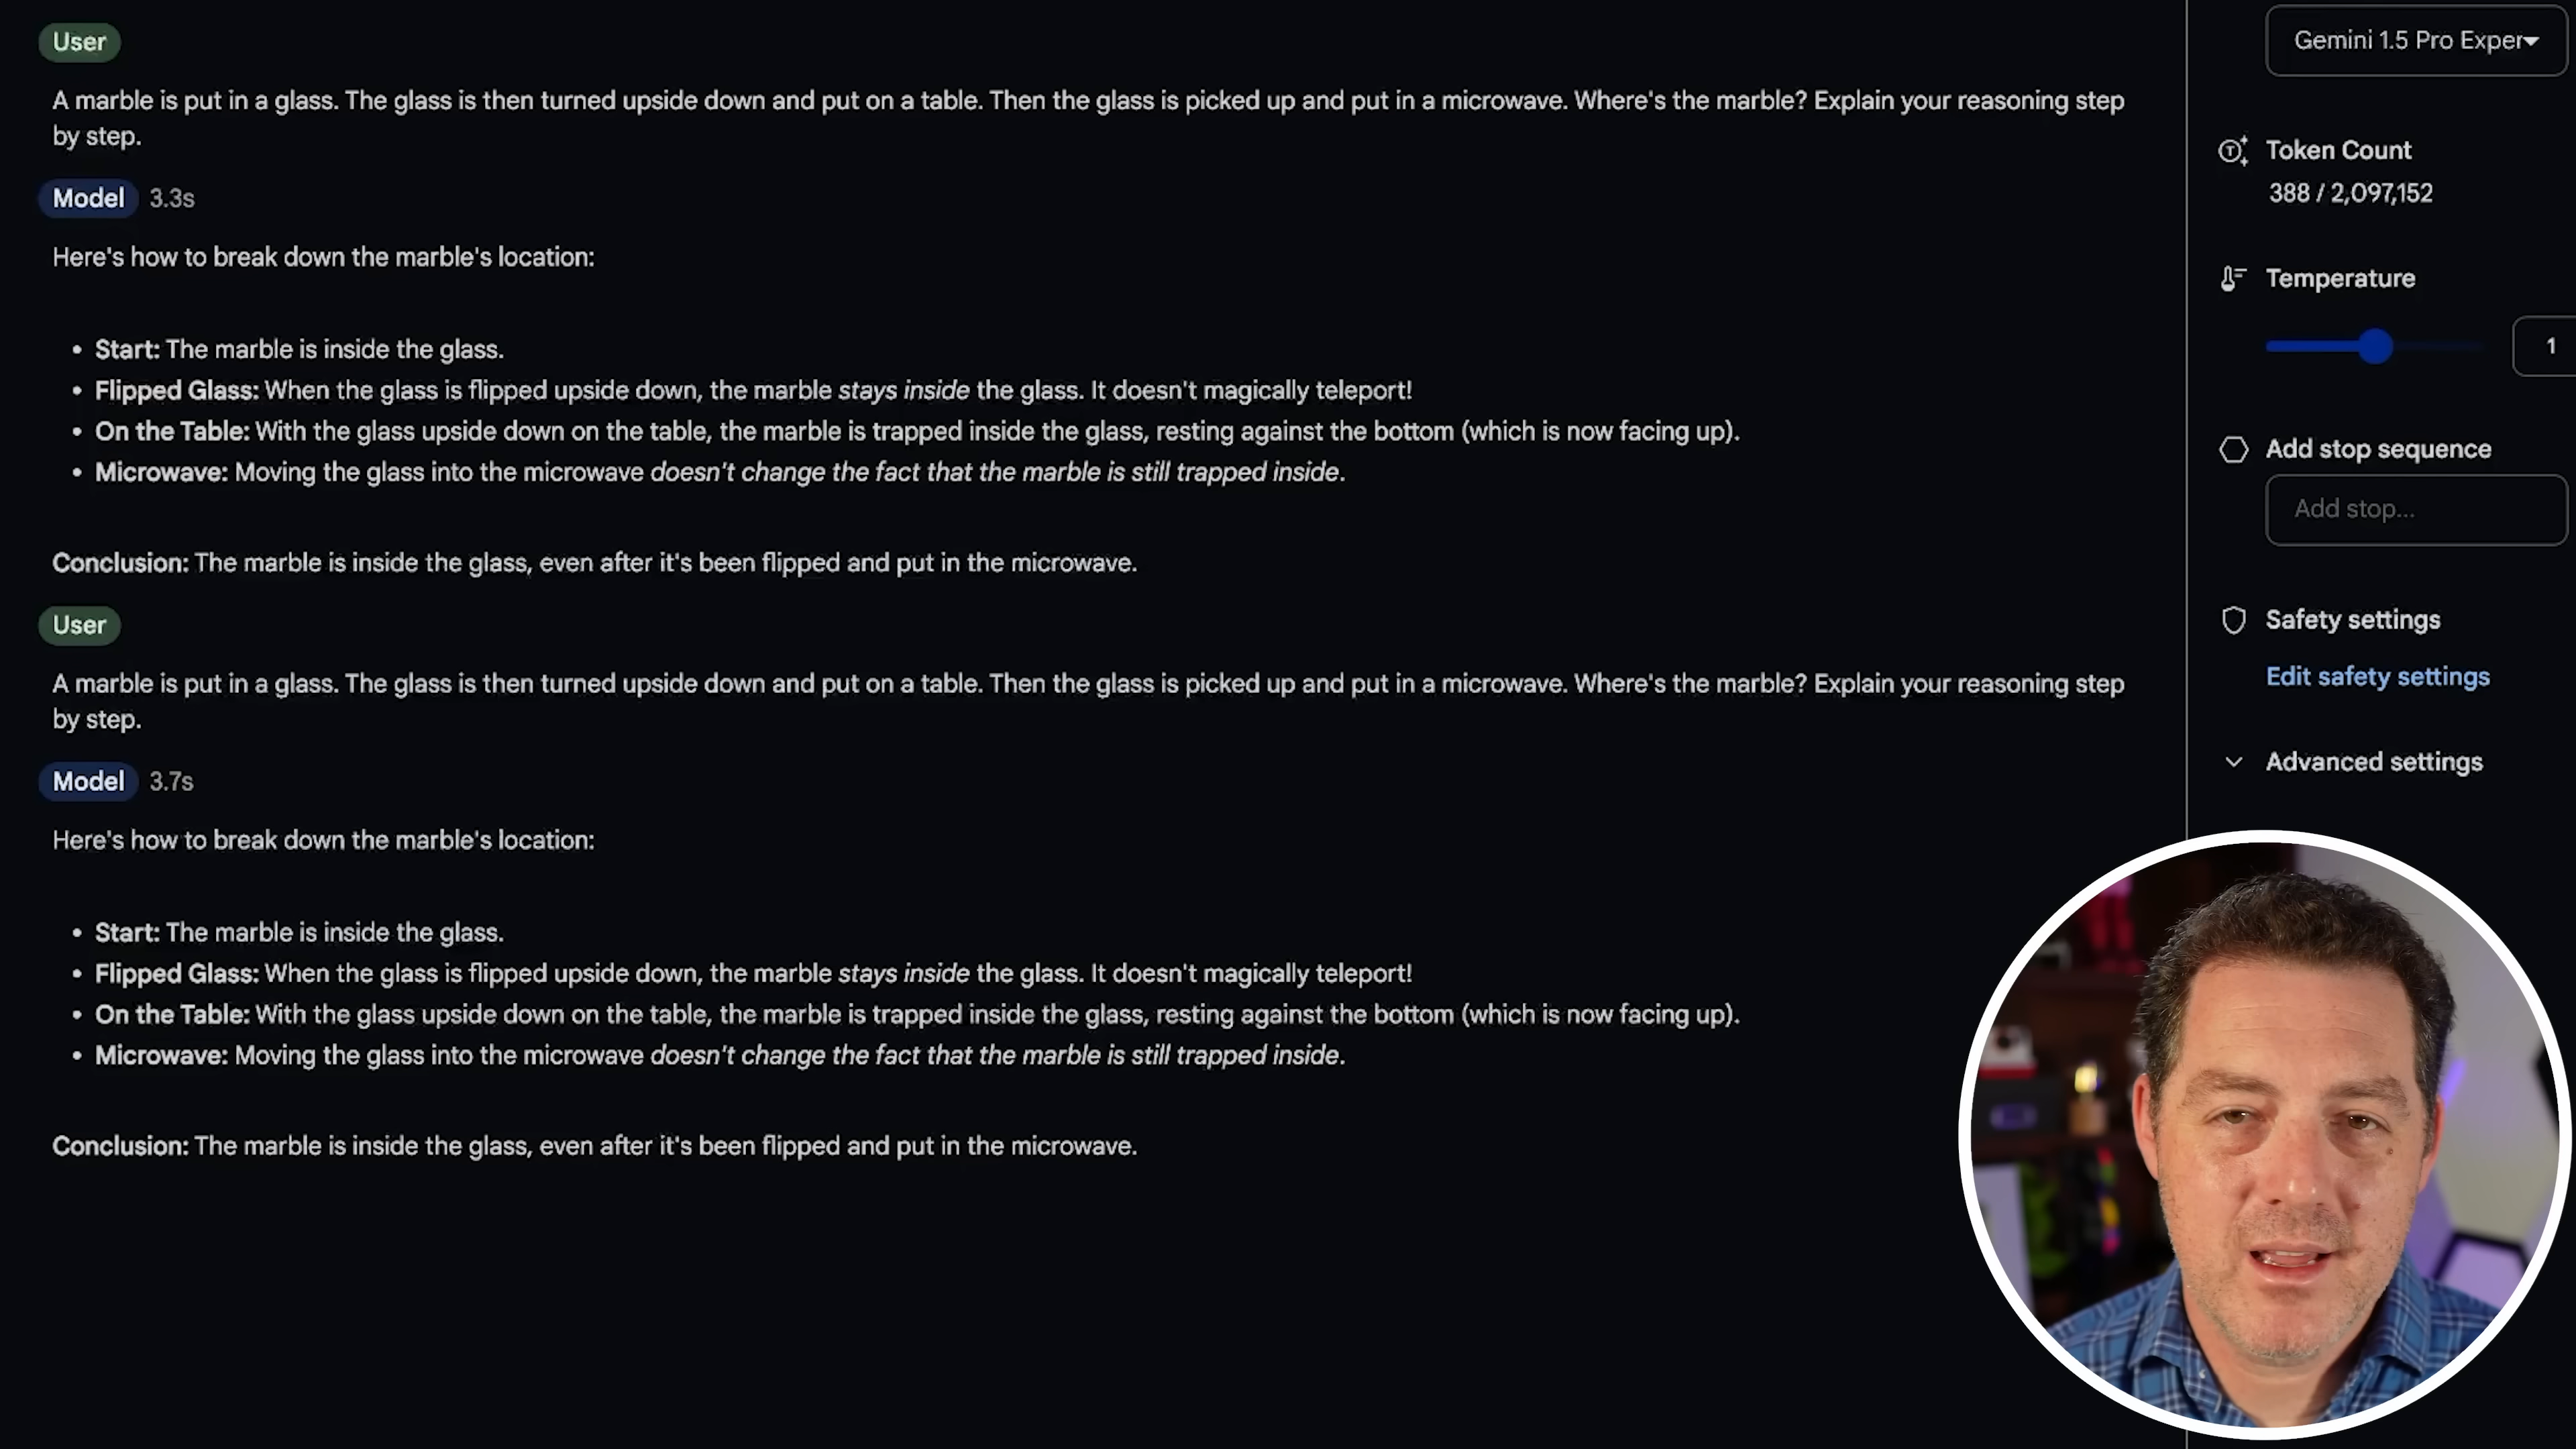 User
A marble is put in a glass. The glass is then turned upside down and put on a table. Then the glass is picked up and put in a microwave. Where's the marble? Explain your reasoning step
by step.
Model 3.3s
Here's how to break down the marble's location:
• Start: The marble is inside the glass.
• Flipped Glass: When the glass is flipped upside down, the marble stays inside the glass. It doesn't magically teleport!
• On the Table: With the glass upside down on the table, the marble is trapped inside the glass, resting against the bottom (which is now facing up).
• Microwave: Moving the glass into the microwave doesn't change the fact that the marble is still trapped inside.
Conclusion: The marble is inside the glass, even after it's been flipped and put in the microwave.
User
A marble is put in a glass. The glass is then turned upside down and put on a table. Then the glass is picked up and put in a microwave. Where's the marble? Explain your reasoning step
by step.
Model 3.7s
Here's how to break down the marble's location:
• Start: The marble is inside the glass.
• Flipped Glass: When the glass is flipped upside down, the marble stays inside the glass. It doesn't magically teleport!
• On the Table: With the glass upside down on the table, the marble is trapped inside the glass, resting against the bottom (which is now facing up).
• Microwave: Moving the glass into the microwave doesn't change the fact that the marble is still trapped inside.
Conclusion: The marble is inside the glass, even after it's been flipped and put in the microwave.
Gemini 1.5 Pro Exper
Token Count
388 / 2,097,152
Temperature
1
Add stop sequence
Add stop...
Safety settings
Edit safety settings
Advanced settings